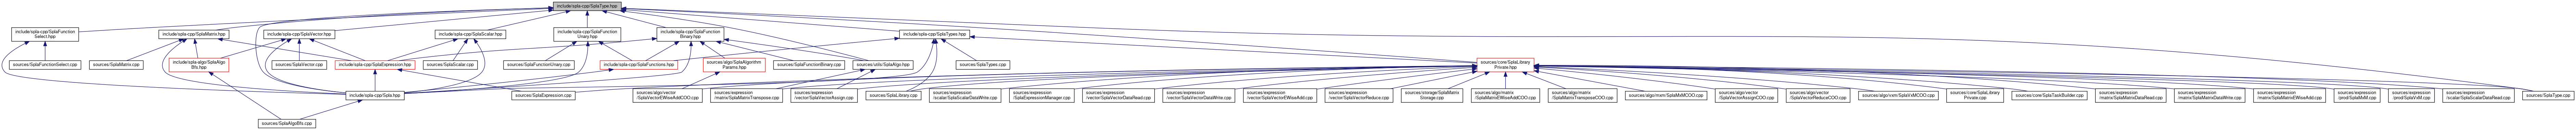 include/spla-cpp/SplaType.hpp
include/spla-cpp/SplaFunction
Select.hpp
include/spla-cpp/SplaMatrix.hpp
include/spla-cpp/SplaVector.hpp
include/spla-cpp/SplaScalar.hpp
include/spla-cpp/SplaFunction
Unary.hpp
include/spla-cpp/SplaFunction
Binary.hpp
include/spla-cpp/SplaTypes.hpp
sources/SplaFunctionSelect.cpp
sources/SplaMatrix.cpp
include/spla-algo/SplaAlgo
Bfs.hpp
sources/SplaVector.cpp
include/spla-cpp/SplaExpression.hpp
sources/SplaScalar.cpp
sources/SplaFunctionUnary.cpp
include/spla-cpp/SplaFunctions.hpp
sources/algo/SplaAlgorithm
Params.hpp
sources/SplaFunctionBinary.cpp
sources/utils/SplaAlgo.hpp
sources/SplaTypes.cpp
sources/core/SplaLibrary
Private.hpp
include/spla-cpp/Spla.hpp
sources/SplaExpression.cpp
sources/algo/vector
/SplaVectorEWiseAddCOO.cpp
sources/expression
/matrix/SplaMatrixTranspose.cpp
sources/expression
/vector/SplaVectorAssign.cpp
sources/SplaLibrary.cpp
sources/expression
/scalar/SplaScalarDataWrite.cpp
sources/expression
/SplaExpressionManager.cpp
sources/expression
/vector/SplaVectorDataRead.cpp
sources/expression
/vector/SplaVectorDataWrite.cpp
sources/expression
/vector/SplaVectorEWiseAdd.cpp
sources/expression
/vector/SplaVectorReduce.cpp
sources/storage/SplaMatrix
Storage.cpp
sources/algo/matrix
/SplaMatrixEWiseAddCOO.cpp
sources/algo/matrix
/SplaMatrixTransposeCOO.cpp
sources/algo/mxm/SplaMxMCOO.cpp
sources/algo/vector
/SplaVectorAssignCOO.cpp
sources/algo/vector
/SplaVectorReduceCOO.cpp
sources/algo/vxm/SplaVxMCOO.cpp
sources/core/SplaLibrary
Private.cpp
sources/core/SplaTaskBuilder.cpp
sources/expression
/matrix/SplaMatrixDataRead.cpp
sources/expression
/matrix/SplaMatrixDataWrite.cpp
sources/expression
/matrix/SplaMatrixEWiseAdd.cpp
sources/expression
/prod/SplaMxM.cpp
sources/expression
/prod/SplaVxM.cpp
sources/expression
/scalar/SplaScalarDataRead.cpp
sources/SplaType.cpp
sources/SplaAlgoBfs.cpp